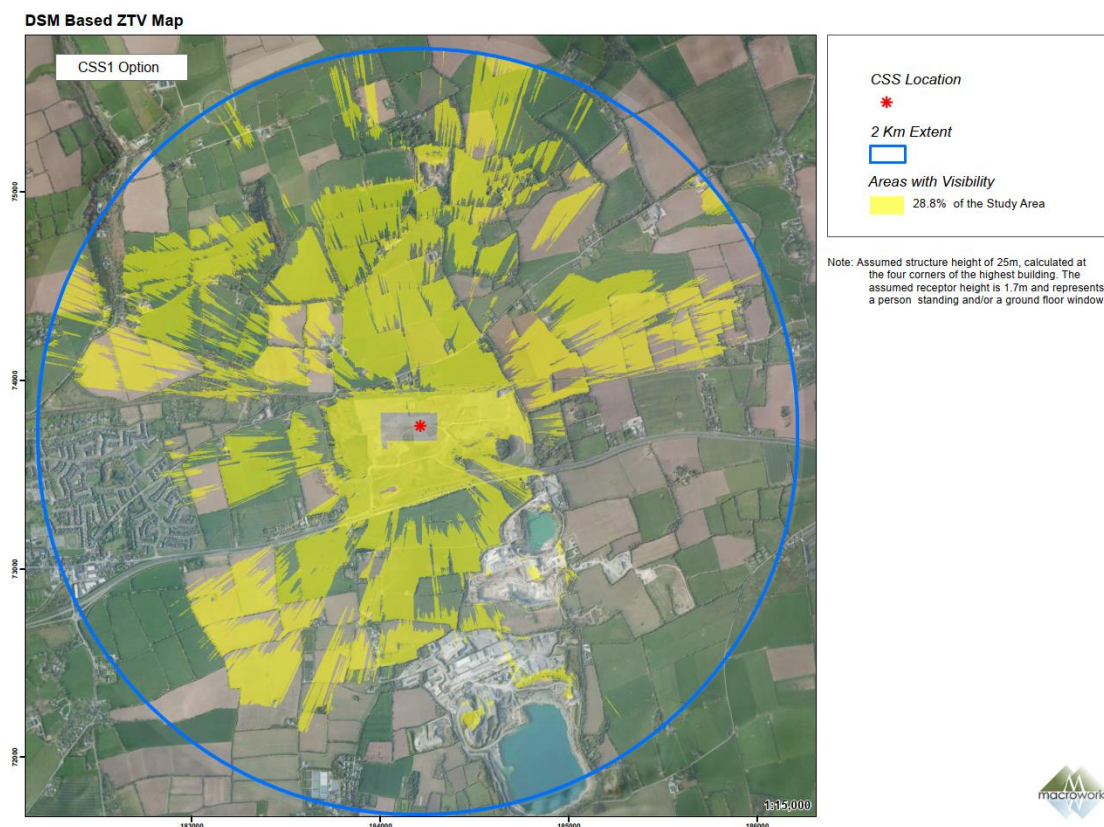 DSM Based ZTV Map
CSS1 Option
CSS Location
2 Km Extent
Areas with Visibility
28.8% of the Study Area
Note: Assumed structure height of 25m, calculated at
the four corners of the highest building. The
assumed receptor height is 1.7m and represents
a person standing and/or a ground floor window
75000
74000
73000
72000
183000
184000
185000
186000
1:15,000
macrowork